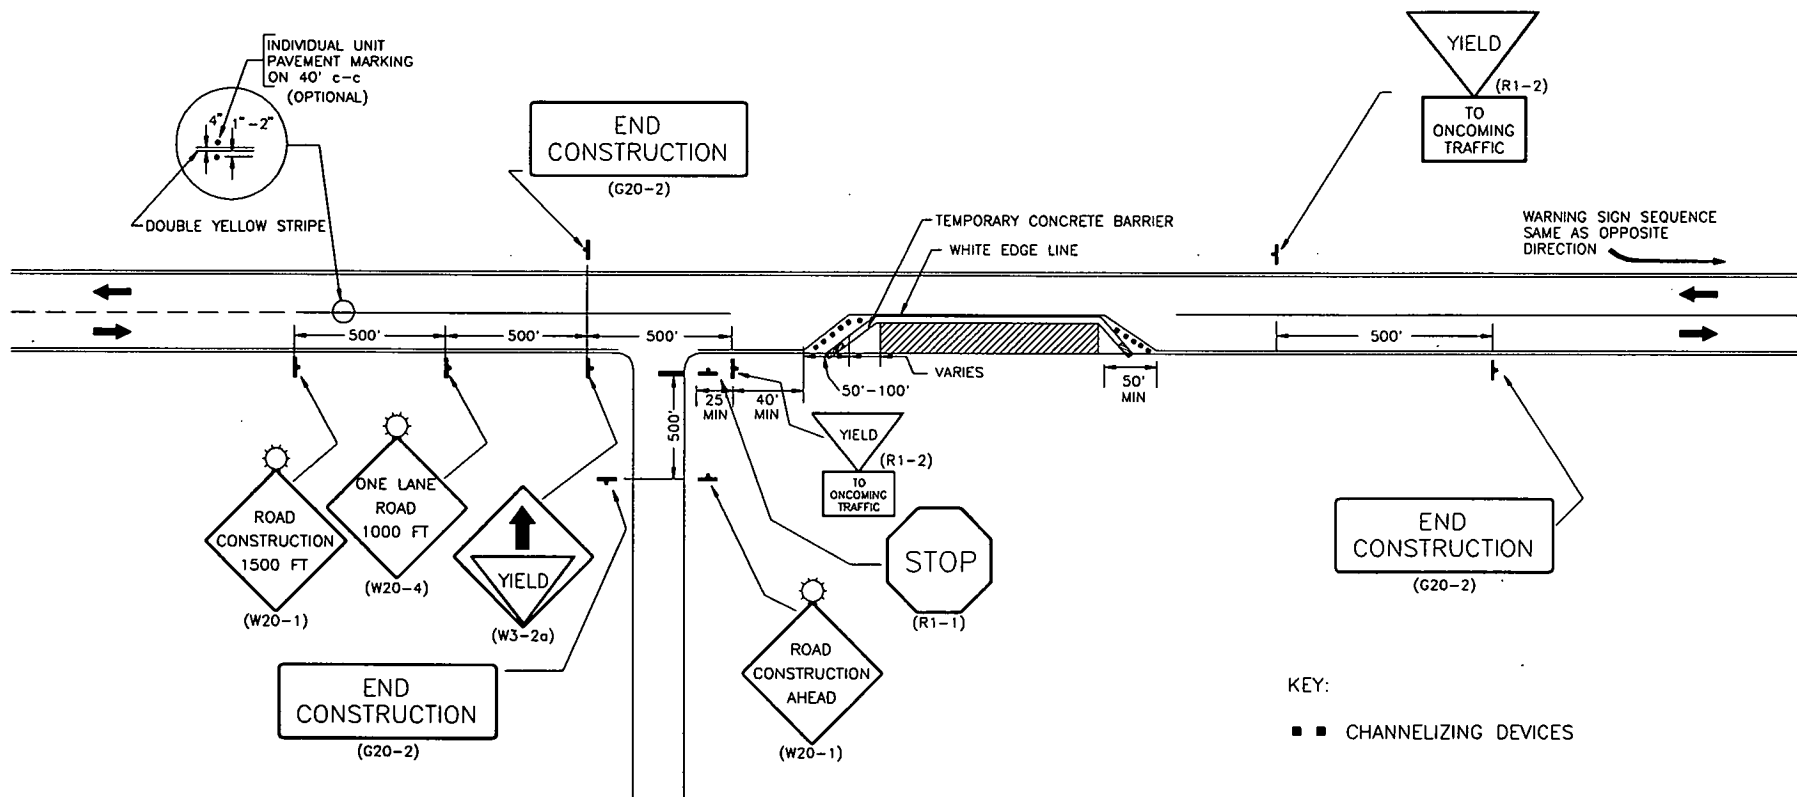 INDIVIDUAL UNIT
PAVEMENT MARKING
ON 40' c-c
(OPTIONAL)
4"
1"-2"
DOUBLE YELLOW STRIPE
END
CONSTRUCTION
(G20-2)
YIELD
(R1-2)
TO
ONCOMING
TRAFFIC
TEMPORARY CONCRETE BARRIER
WHITE EDGE LINE
WARNING SIGN SEQUENCE
SAME AS OPPOSITE
DIRECTION
500'
500'
500'
500'
VARIES
50'-100'
25'
MIN
40'
MIN
50'
MIN
500'
YIELD
(R1-2)
TO
ONCOMING
TRAFFIC
ROAD
CONSTRUCTION
1500 FT
(W20-1)
ONE LANE
ROAD
1000 FT
(W20-4)
YIELD
(W3-2a)
STOP
(R1-1)
END
CONSTRUCTION
(G20-2)
END
CONSTRUCTION
(G20-2)
ROAD
CONSTRUCTION
AHEAD
(W20-1)
KEY:
CHANNELIZING DEVICES